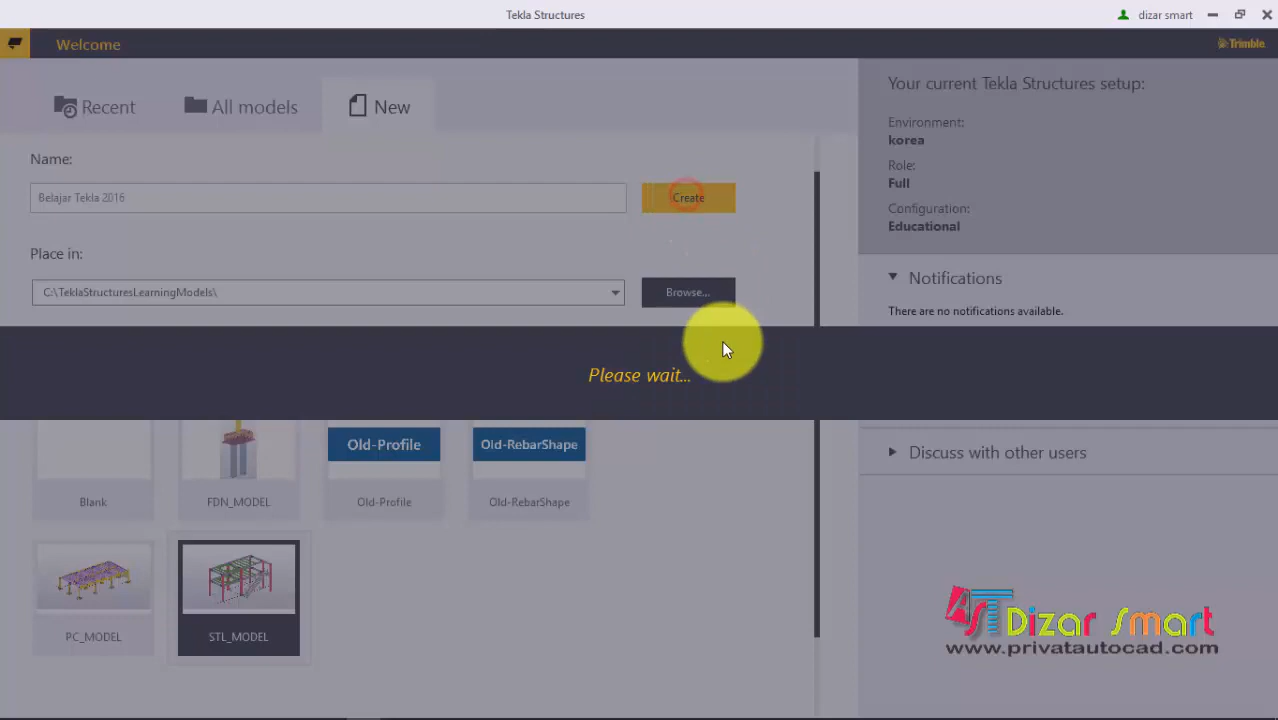 Tekla Structures
dizar smart
Welcome
Trimble
Recent
All models
New
Name:
Belajar Tekla 2016
Create
Place in:
C:\TeklaStructuresLearningModels\
Browse...
Your current Tekla Structures setup:
Environment:
korea
Role:
Full
Configuration:
Educational
Notifications
There are no notifications available.
Please wait...
Old-Profile
Old-RebarShape
Blank
FDN_MODEL
Old-Profile
Old-RebarShape
PC_MODEL
STL_MODEL
Discuss with other users
Dizar Smart
www.privatautocad.com